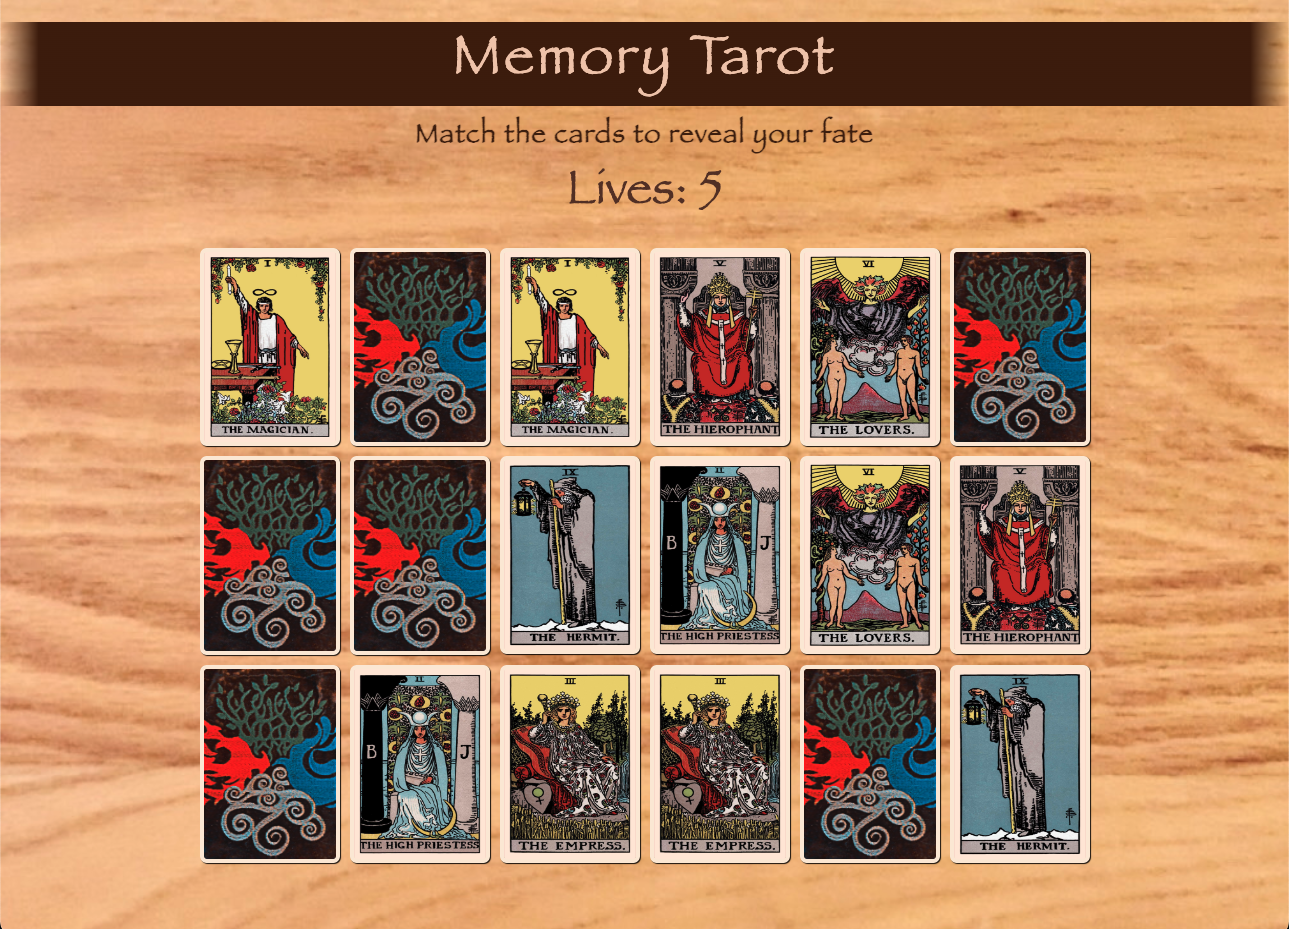 Memory Tarot
Match the cards to reveal your fate
Lives: 5
I
THE MAGICIAN.
I
THE MAGICIAN.
V
THE HIEROPHANT
VI
THE LOVERS.
IX
THE HERMIT.
II
B J
THE HIGH PRIESTESS
VI
THE LOVERS.
V
THE HIEROPHANT
II
B J
THE HIGH PRIESTESS
III
THE EMPRESS.
III
THE EMPRESS.
IX
THE HERMIT.